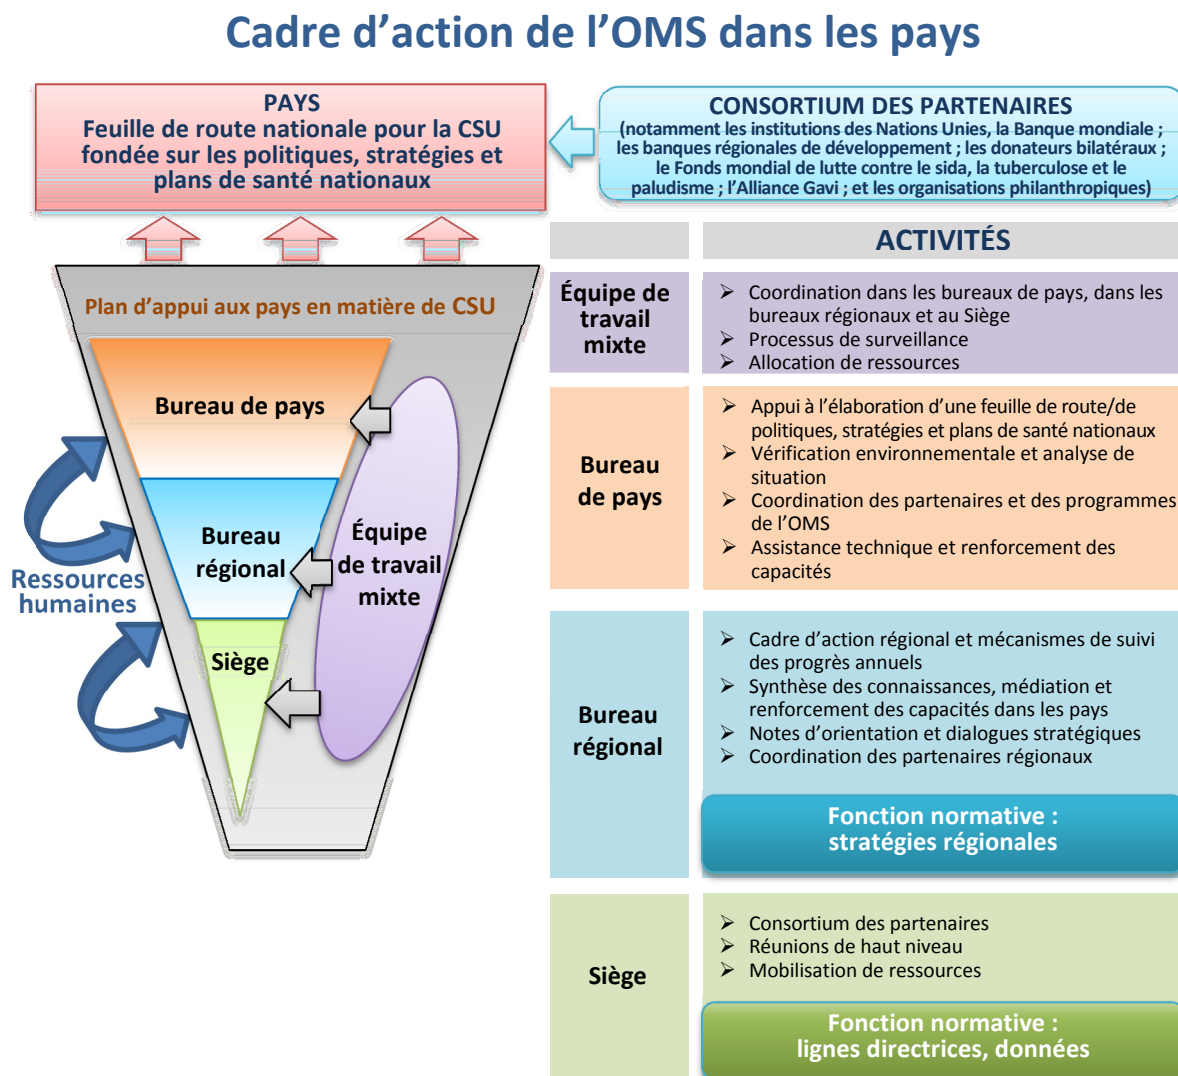 Cadre d’action de l’OMS dans les pays
PAYS
Feuille de route nationale pour la CSU
fondée sur les politiques, stratégies et
plans de santé nationaux
CONSORTIUM DES PARTENAIRES
(notamment les institutions des Nations Unies, la Banque mondiale ;
les banques régionales de développement ; les donateurs bilatéraux ;
le Fonds mondial de lutte contre le sida, la tuberculose et le
paludisme ; l’Alliance Gavi ; et les organisations philanthropiques)
Plan d’appui aux pays en matière de CSU
Bureau de pays
Bureau
régional
Siège
Équipe
de travail
mixte
Ressources
humaines
ACTIVITÉS
Équipe de
travail
mixte
➢ Coordination dans les bureaux de pays, dans les
bureaux régionaux et au Siège
➢ Processus de surveillance
➢ Allocation de ressources
Bureau
de pays
➢ Appui à l’élaboration d’une feuille de route/de
politiques, stratégies et plans de santé nationaux
➢ Vérification environnementale et analyse de
situation
➢ Coordination des partenaires et des programmes
de l’OMS
➢ Assistance technique et renforcement des
capacités
Bureau
régional
➢ Cadre d’action régional et mécanismes de suivi
des progrès annuels
➢ Synthèse des connaissances, médiation et
renforcement des capacités dans les pays
➢ Notes d’orientation et dialogues stratégiques
➢ Coordination des partenaires régionaux
Fonction normative :
stratégies régionales
Siège
➢ Consortium des partenaires
➢ Réunions de haut niveau
➢ Mobilisation de ressources
Fonction normative :
lignes directrices, données